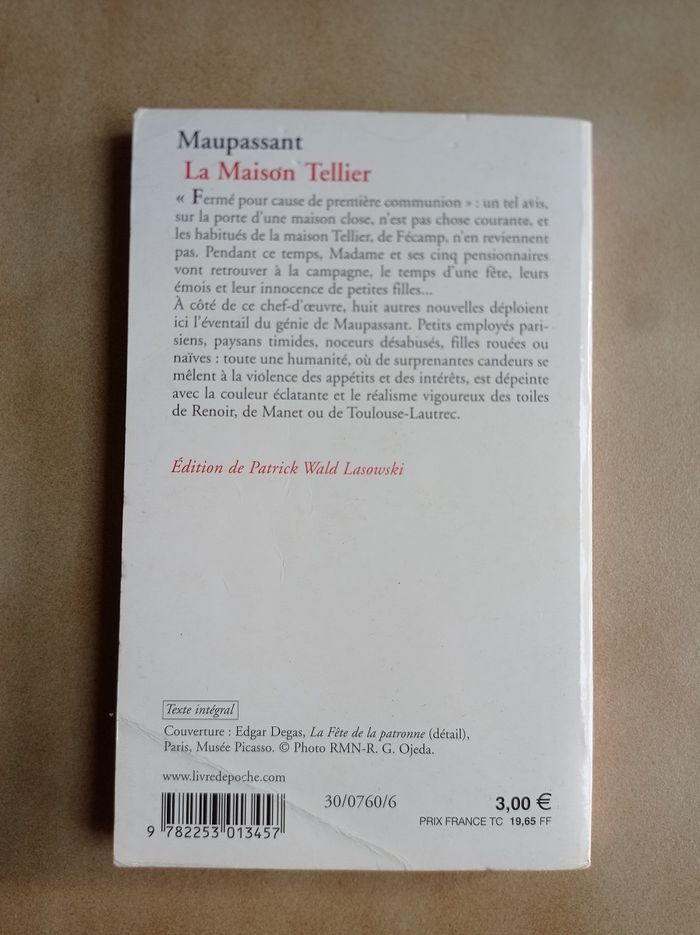 Maupassant
La Maison Tellier
« Fermé pour cause de première communion » : un tel avis,
sur la porte d'une maison close, n'est pas chose courante, et
les habitués de la maison Tellier, de Fécamp, n'en reviennent
pas. Pendant ce temps, Madame et ses cinq pensionnaires
vont retrouver à la campagne, le temps d'une fête, leurs
émois et leur innocence de petites filles...
À côté de ce chef-d'œuvre, huit autres nouvelles déploient
ici l'éventail du génie de Maupassant. Petits employés pari-
siens, paysans timides, noceurs désabusés, filles rouées ou
naïves : toute une humanité, où de surprenantes candeurs se
mêlent à la violence des appétits et des intérêts, est dépeinte
avec la couleur éclatante et le réalisme vigoureux des toiles
de Renoir, de Manet ou de Toulouse-Lautrec.
Édition de Patrick Wald Lasowski
Texte intégral
Couverture : Edgar Degas, La Fête de la patronne (détail),
Paris, Musée Picasso. © Photo RMN-R. G. Ojeda.
www.livredepoche.com
30/0760/6
3,00 €
PRIX FRANCE TC 19,65 FF
9 782253 013457